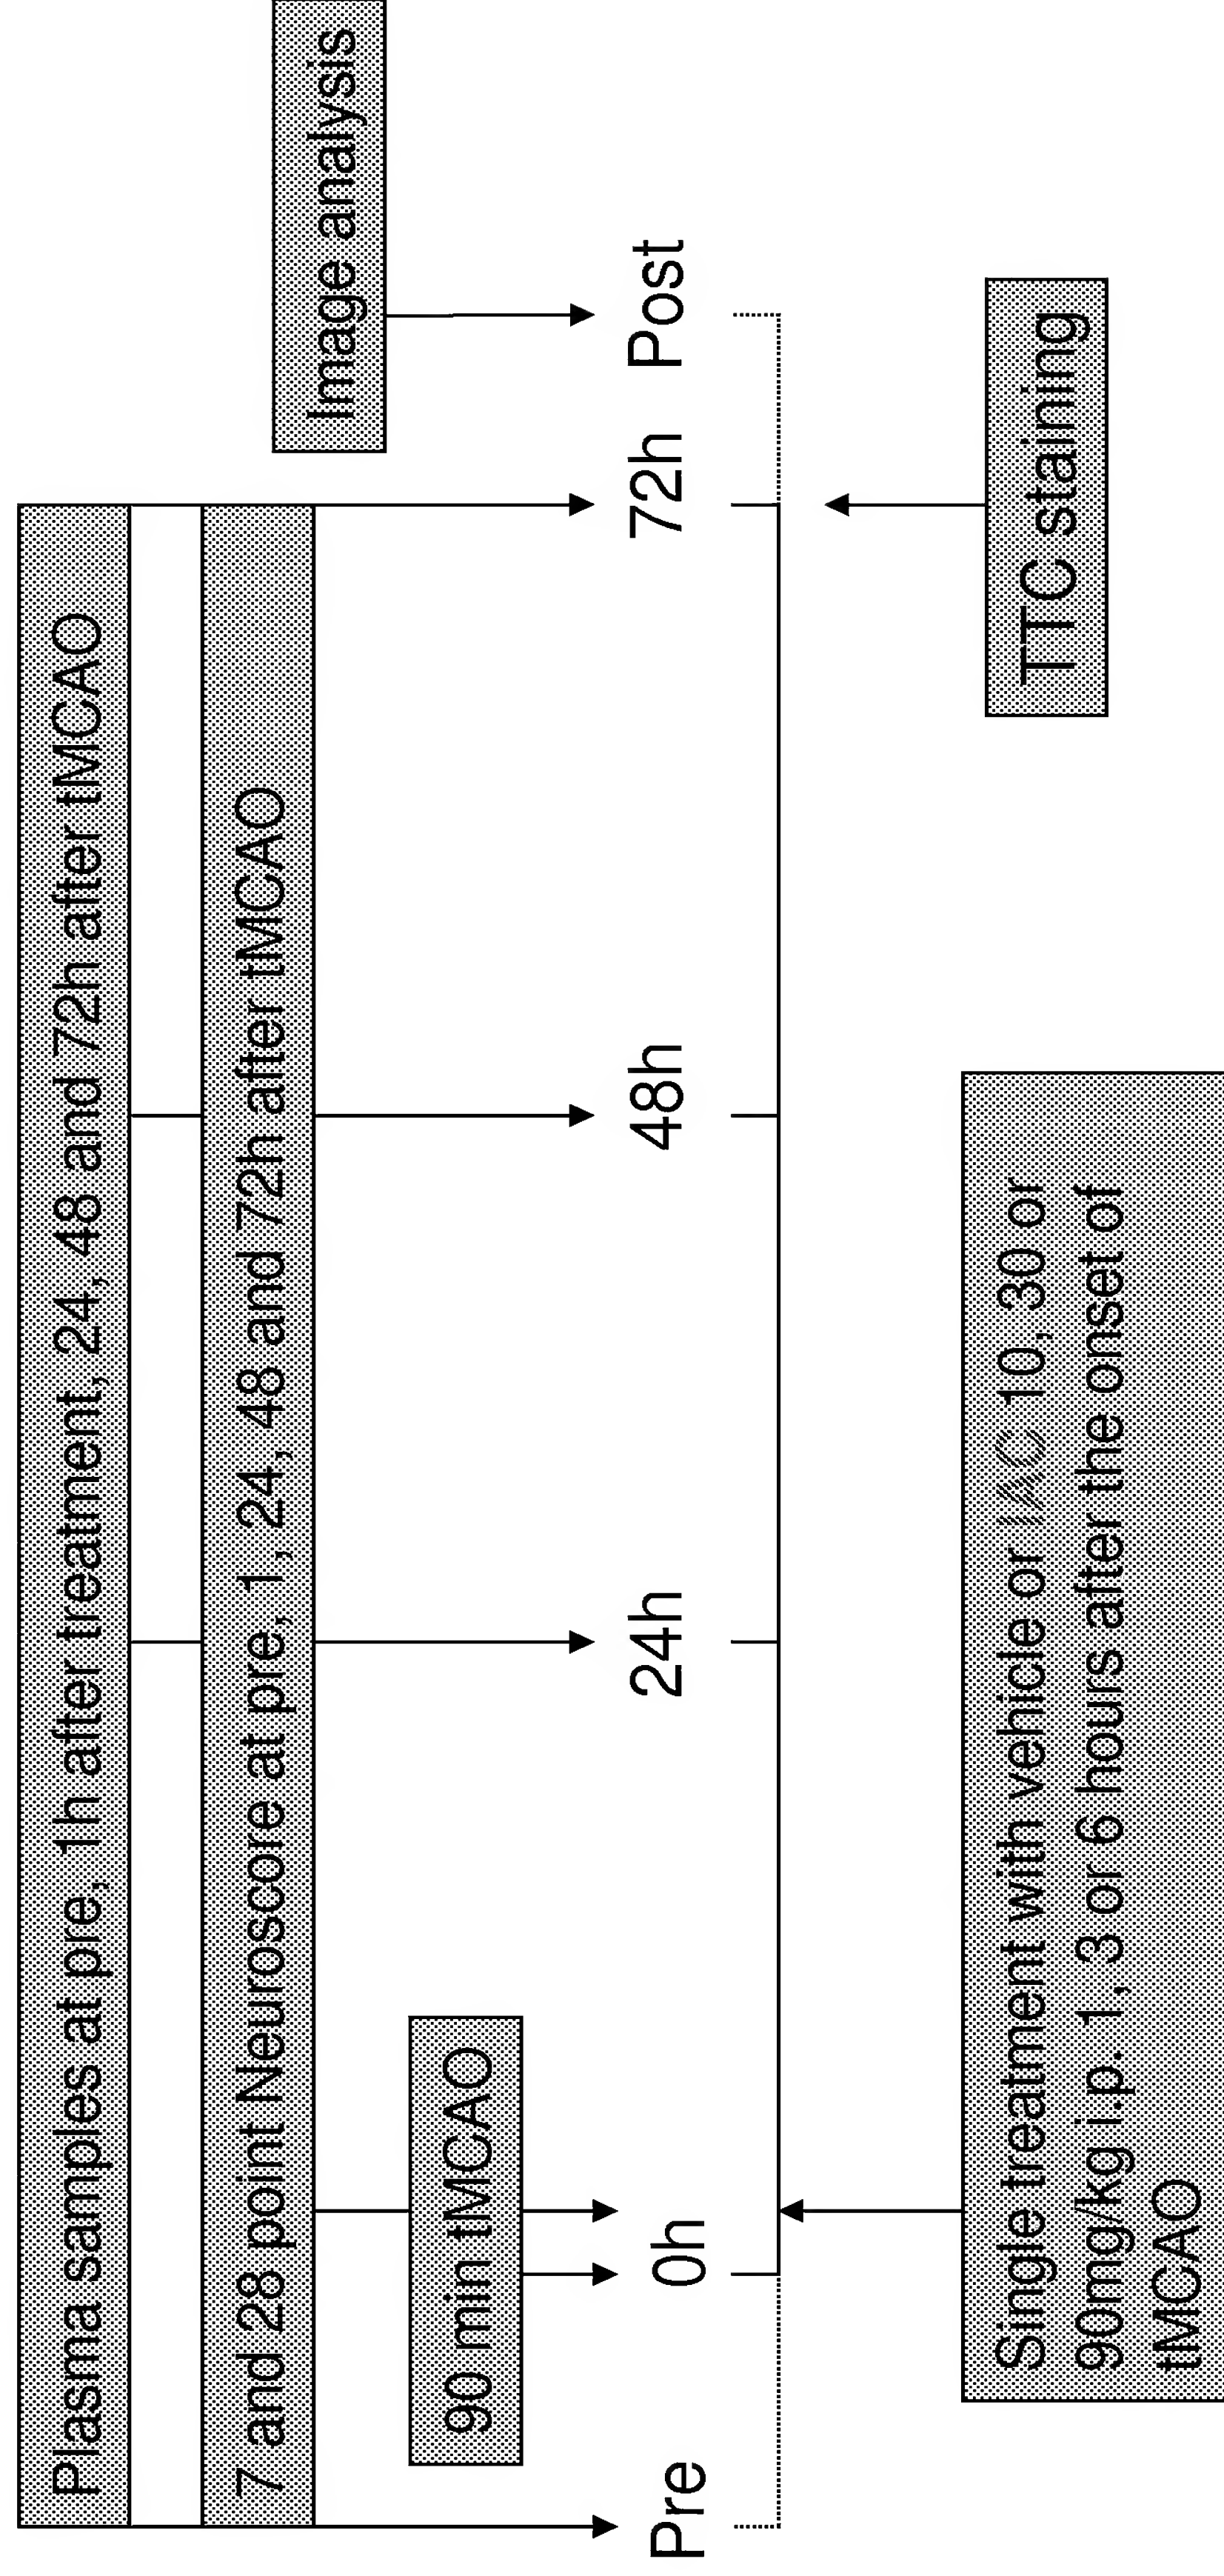 Plasma samples at pre, 1h after treatment, 24, 48 and 72h after tMCAO
7 and 28 point Neuroscore at pre, 1, 24, 48 and 72h after tMCAO
Image analysis
90 min tMCAO
Pre
0h
24h
48h
72h
Post
Single treatment with vehicle or IAC 10, 30 or
90mg/kg i.p. 1, 3 or 6 hours after the onset of
tMCAO
TTC staining